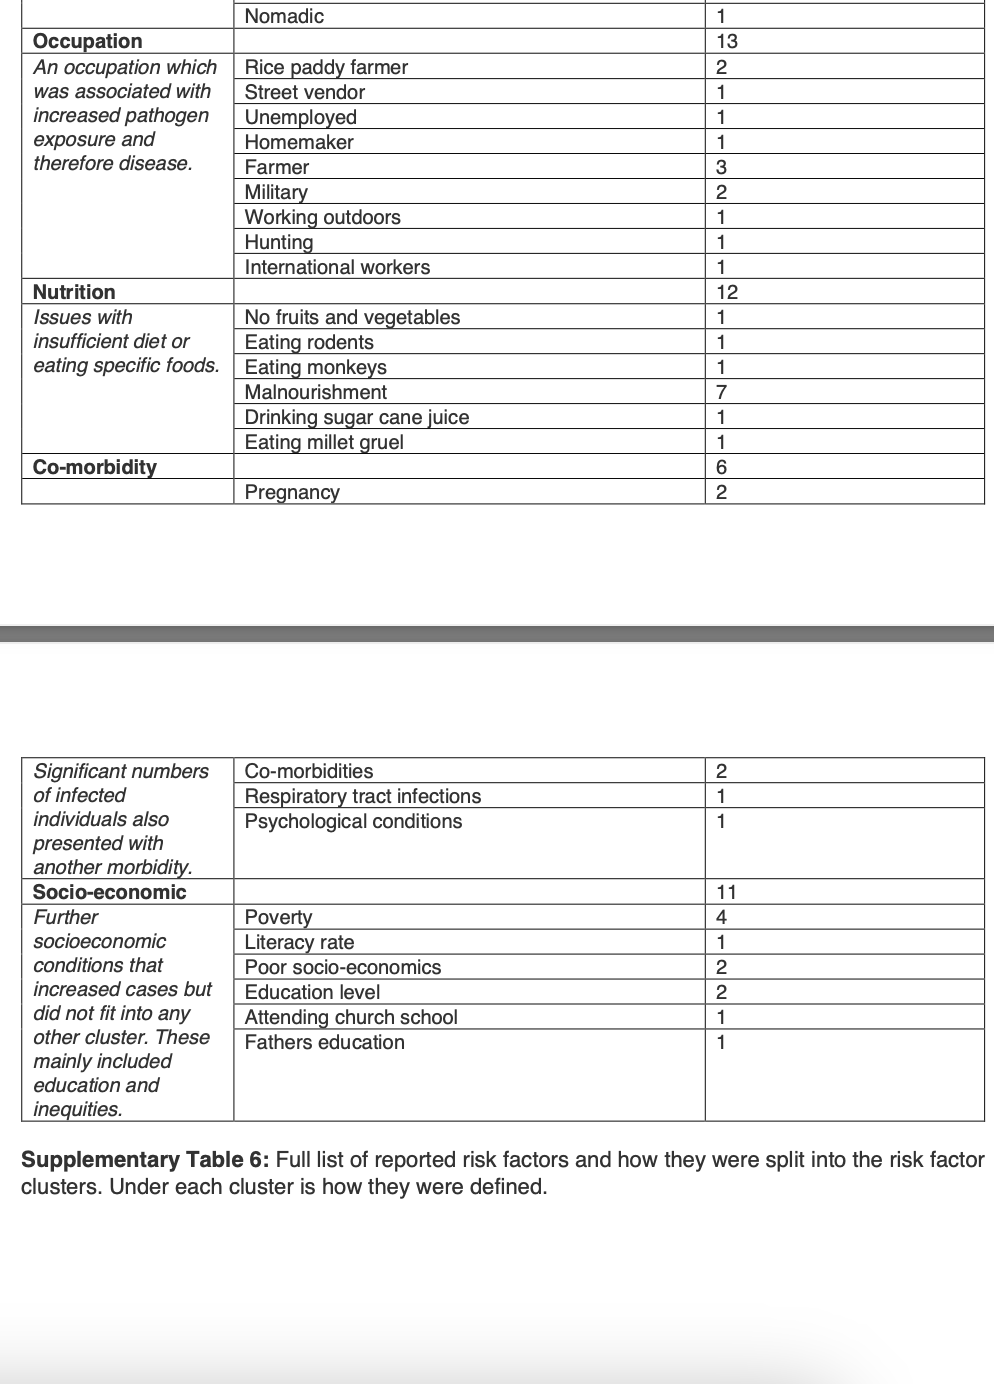 Nomadic 1
Occupation 13
An occupation which Rice paddy farmer 2
was associated with Street vendor 1
increased pathogen Unemployed 1
exposure and Homemaker 1
therefore disease. Farmer 3
Military 2
Working outdoors 1
Hunting 1
International workers 1
Nutrition 12
Issues with No fruits and vegetables 1
insufficient diet or Eating rodents 1
eating specific foods. Eating monkeys 1
Malnourishment 7
Drinking sugar cane juice 1
Eating millet gruel 1
Co-morbidity 6
Pregnancy 2
Significant numbers Co-morbidities 2
of infected Respiratory tract infections 1
individuals also Psychological conditions 1
presented with
another morbidity.
Socio-economic 11
Further Poverty 4
socioeconomic Literacy rate 1
conditions that Poor socio-economics 2
increased cases but Education level 2
did not fit into any Attending church school 1
other cluster. These Fathers education 1
mainly included
education and
inequities.
Supplementary Table 6: Full list of reported risk factors and how they were split into the risk factor
clusters. Under each cluster is how they were defined.